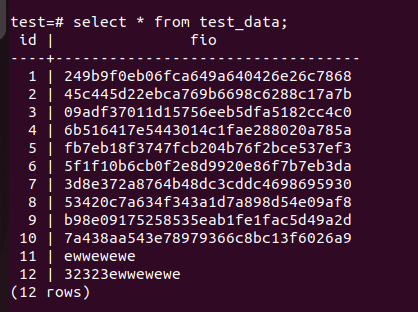 test=# select * from test_data;
 id |               fio
----+----------------------------------
  1 | 249b9f0eb06fca649a640426e26c7868
  2 | 45c445d22ebca769b6698c6288c17a7b
  3 | 09adf37011d15756eeb5dfa5182cc4c0
  4 | 6b516417e5443014c1fae288020a785a
  5 | fb7eb18f3747fcb204b76f2bce537ef3
  6 | 5f1f10b6cb0f2e8d9920e86f7b7eb3da
  7 | 3d8e372a8764b48dc3cddc4698695930
  8 | 53420c7a634f343a1d7a898d54e09af8
  9 | b98e09175258535eab1fe1fac5d49a2d
 10 | 7a438aa543e78979366c8bc13f6026a9
 11 | ewwewewe
 12 | 32323ewwewewe
(12 rows)